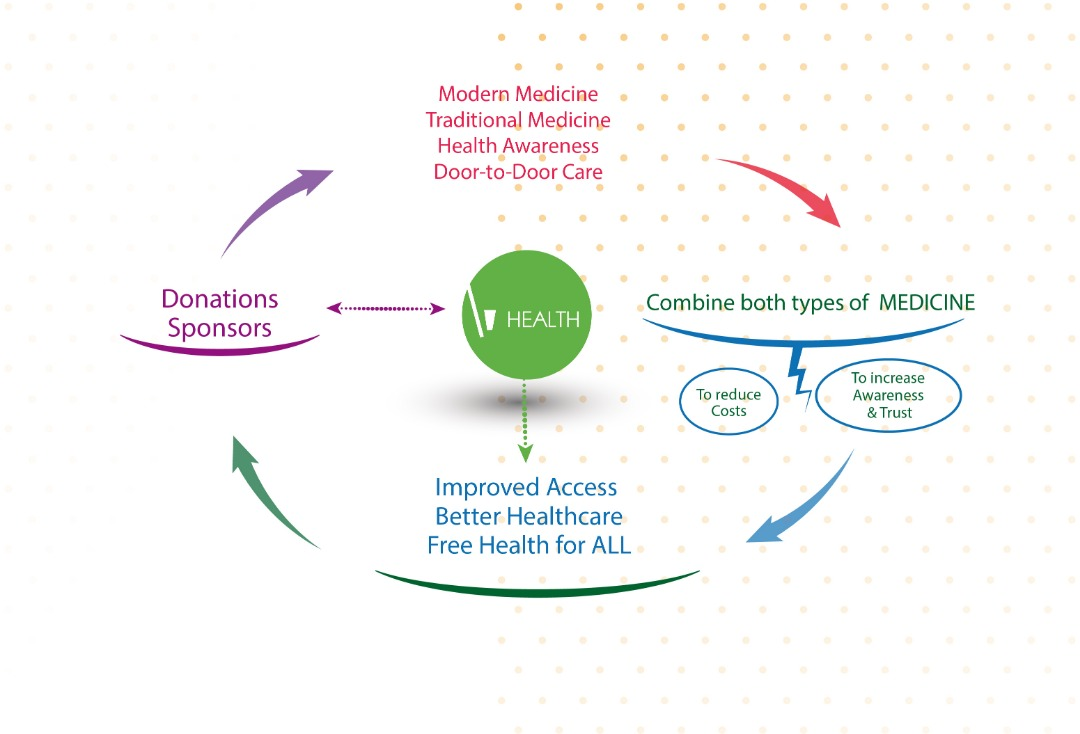 Modern Medicine
Traditional Medicine
Health Awareness
Door-to-Door Care
Donations
Sponsors
HEALTH
Combine both types of MEDICINE
To reduce
Costs
To increase
Awareness
& Trust
Improved Access
Better Healthcare
Free Health for ALL